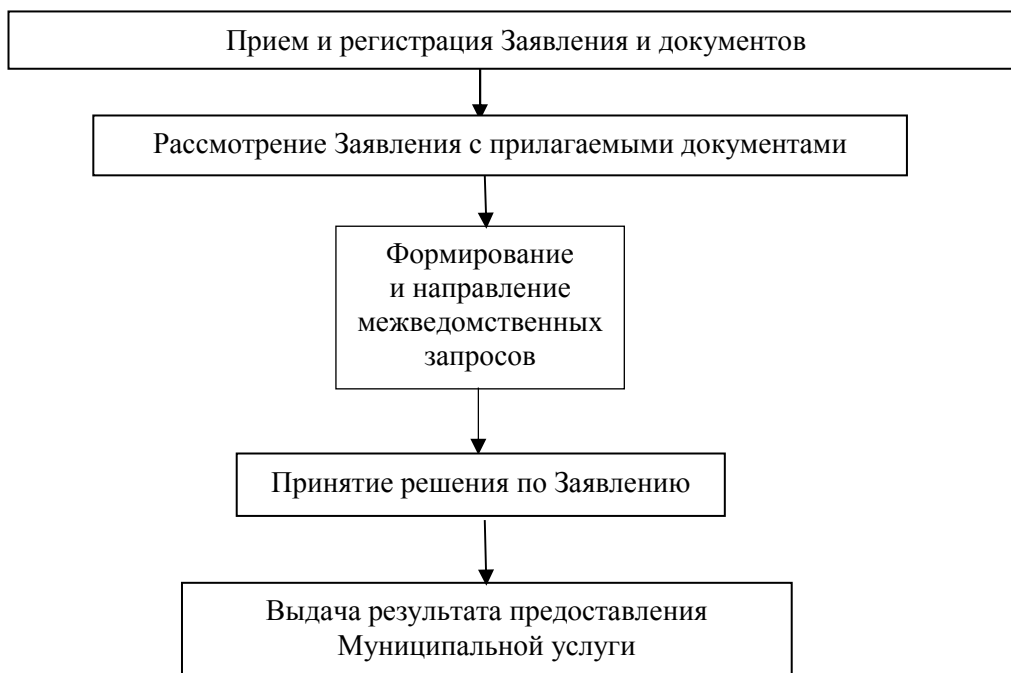 Прием и регистрация Заявления и документов
Рассмотрение Заявления с прилагаемыми документами
Формирование
и направление
межведомственных
запросов
Принятие решения по Заявлению
Выдача результата предоставления
Муниципальной услуги